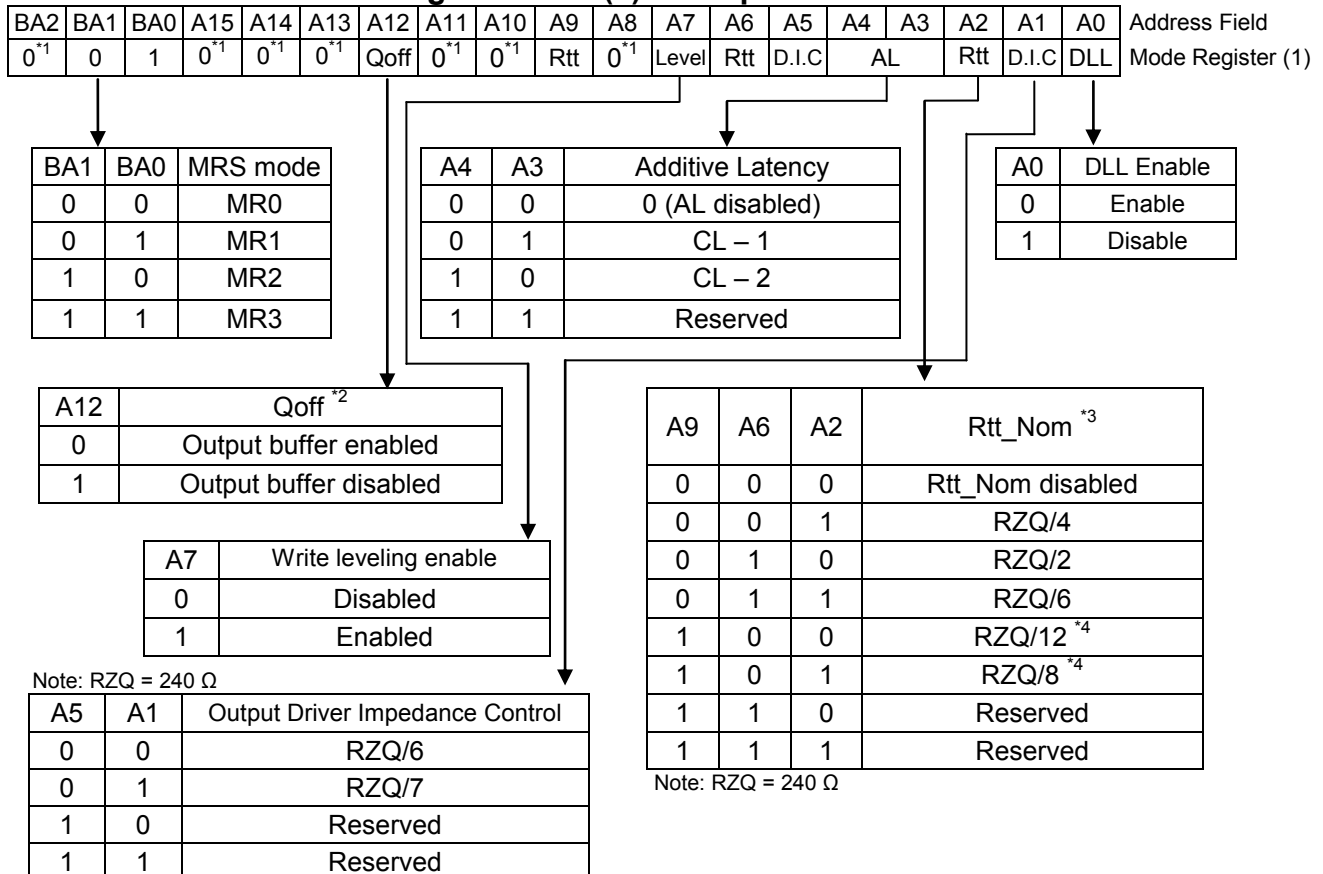 BA2 BA1 BA0 A15 A14 A13 A12 A11 A10 A9 A8 A7 A6 A5 A4 A3 A2 A1 A0 Address Field
0*1 0 1 0*1 0*1 0*1 Qoff 0*1 0*1 Rtt 0*1 Level Rtt D.I.C AL Rtt D.I.C DLL Mode Register (1)
BA1 BA0 MRS mode
0 0 MR0
0 1 MR1
1 0 MR2
1 1 MR3
A4 A3 Additive Latency
0 0 0 (AL disabled)
0 1 CL – 1
1 0 CL – 2
1 1 Reserved
A0 DLL Enable
0 Enable
1 Disable
A12 Qoff *2
0 Output buffer enabled
1 Output buffer disabled
A9 A6 A2 Rtt_Nom *3
0 0 0 Rtt_Nom disabled
0 0 1 RZQ/4
0 1 0 RZQ/2
0 1 1 RZQ/6
1 0 0 RZQ/12 *4
1 0 1 RZQ/8 *4
1 1 0 Reserved
1 1 1 Reserved
Note: RZQ = 240 Ω
A7 Write leveling enable
0 Disabled
1 Enabled
Note: RZQ = 240 Ω
A5 A1 Output Driver Impedance Control
0 0 RZQ/6
0 1 RZQ/7
1 0 Reserved
1 1 Reserved